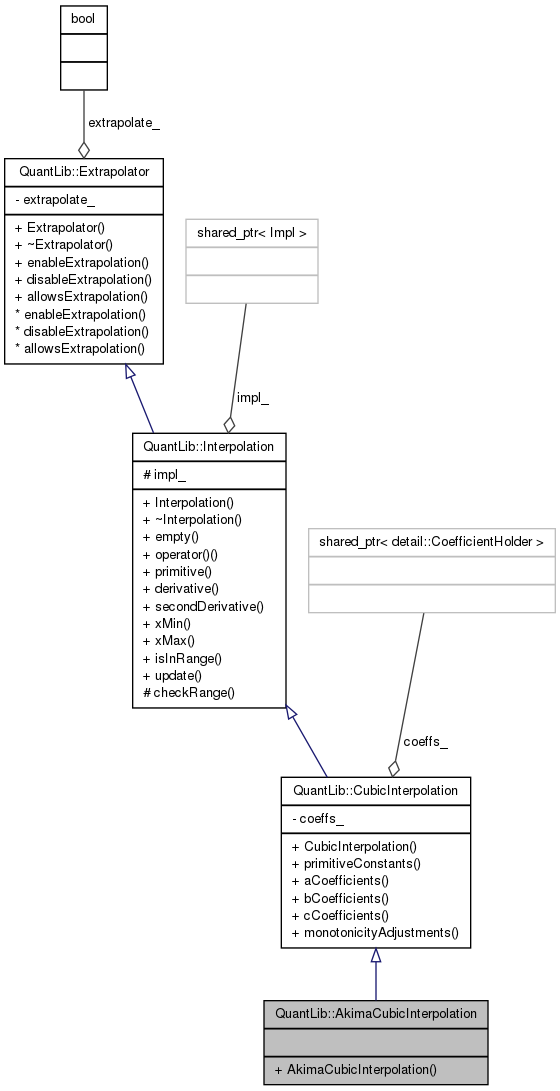 bool
extrapolate_
QuantLib::Extrapolator
- extrapolate_
+ Extrapolator()
+ ~Extrapolator()
+ enableExtrapolation()
+ disableExtrapolation()
+ allowsExtrapolation()
* enableExtrapolation()
* disableExtrapolation()
* allowsExtrapolation()
shared_ptr< Impl >
impl_
QuantLib::Interpolation
# impl_
+ Interpolation()
+ ~Interpolation()
+ empty()
+ operator()()
+ primitive()
+ derivative()
+ secondDerivative()
+ xMin()
+ xMax()
+ isInRange()
+ update()
# checkRange()
shared_ptr< detail::CoefficientHolder >
coeffs_
QuantLib::CubicInterpolation
- coeffs_
+ CubicInterpolation()
+ primitiveConstants()
+ aCoefficients()
+ bCoefficients()
+ cCoefficients()
+ monotonicityAdjustments()
QuantLib::AkimaCubicInterpolation
+ AkimaCubicInterpolation()